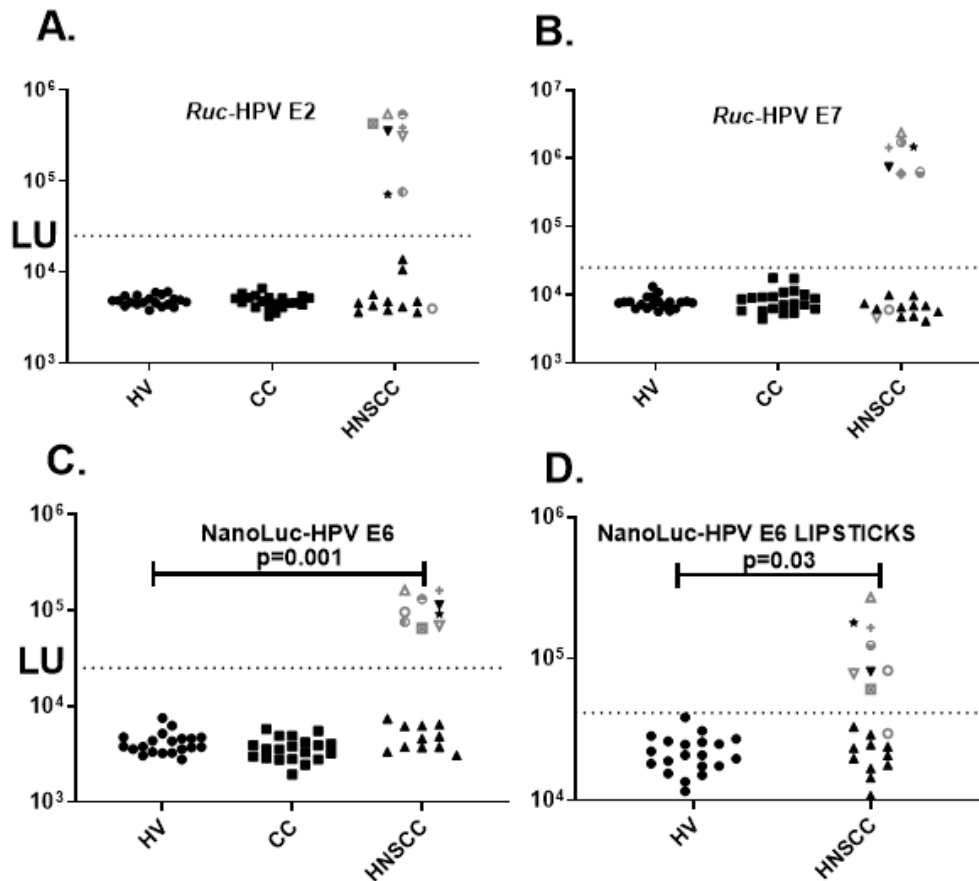 A.
Ruc-HPV E2
10⁶
10⁵
LU
10⁴
10³
HV
CC
HNSCC
B.
Ruc-HPV E7
10⁷
10⁶
10⁵
10⁴
10³
HV
CC
HNSCC
C.
NanoLuc-HPV E6
p=0.001
10⁶
10⁵
LU
10⁴
10³
HV
CC
HNSCC
D.
NanoLuc-HPV E6 LIPSTICKS
p=0.03
10⁶
10⁵
10⁴
HV
HNSCC